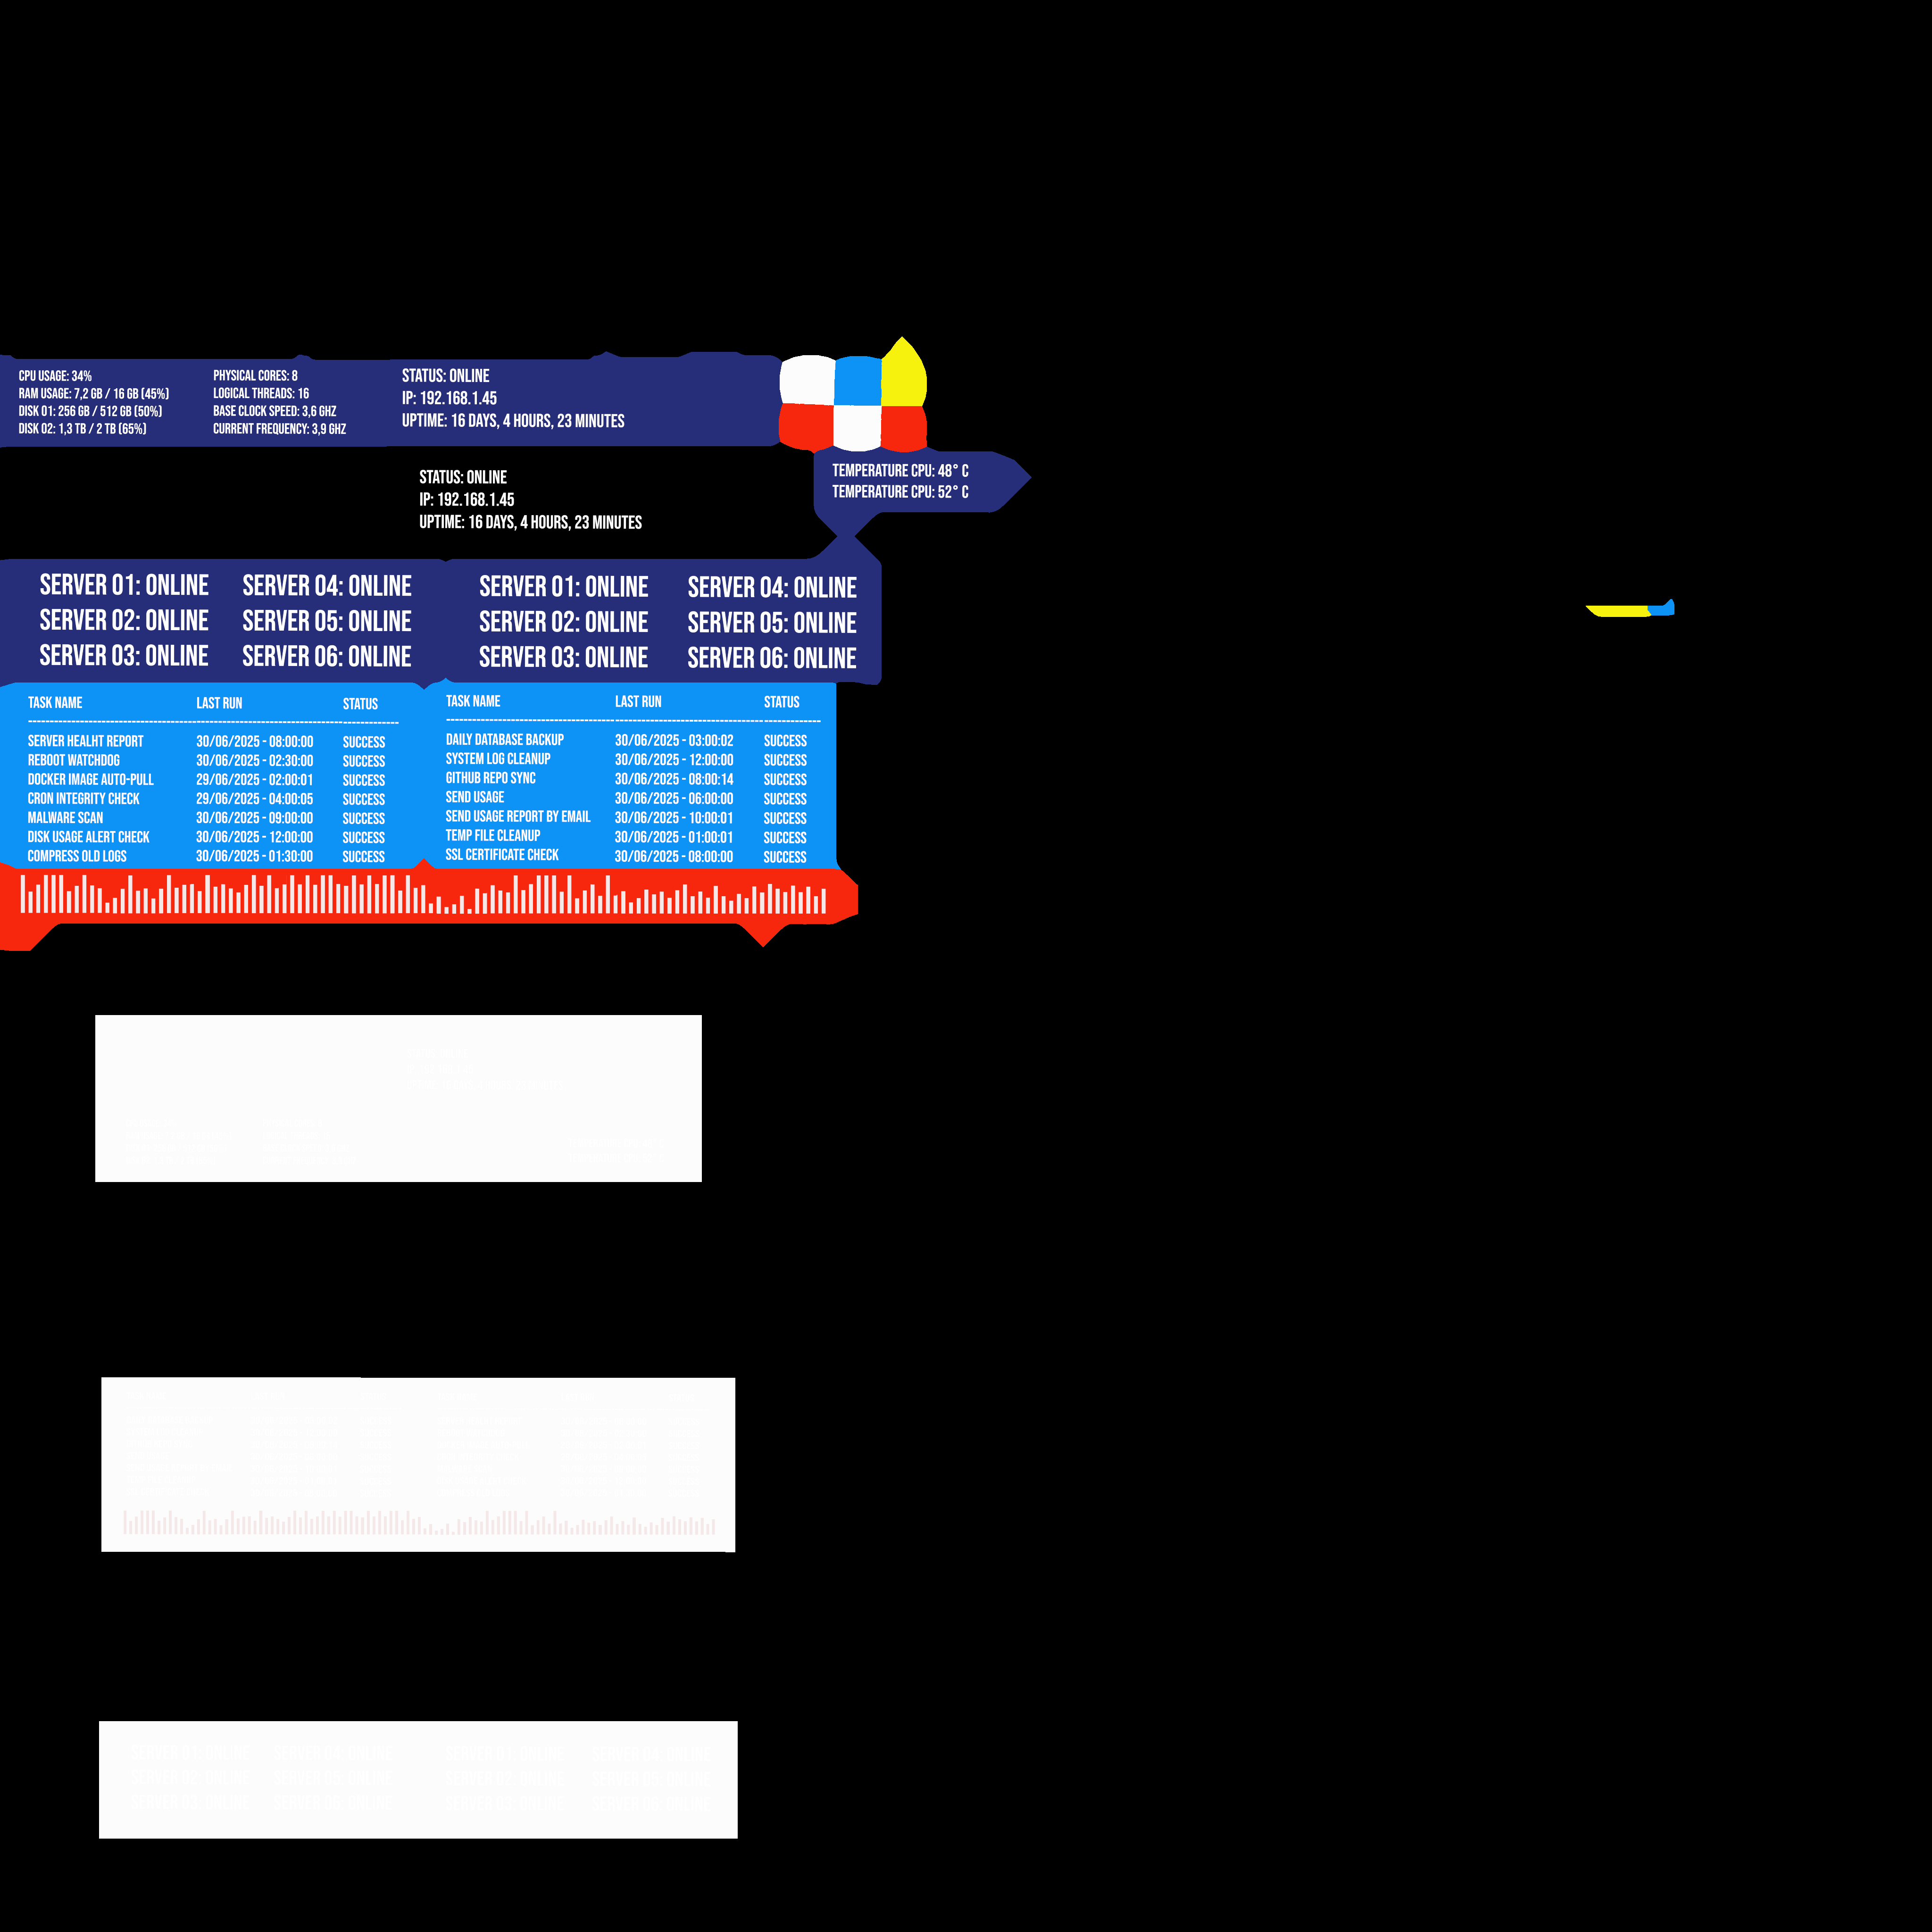 CPU USAGE: 34%
RAM USAGE: 7,2 GB / 16 GB (45%)
DISK 01: 256 GB / 512 GB (50%)
DISK 02: 1,3 TB / 2 TB (65%)
PHYSICAL CORES: 8
LOGICAL THREADS: 16
BASE CLOCK SPEED: 3,6 GHZ
CURRENT FREQUENCY: 3,9 GHZ
STATUS: ONLINE
IP: 192.168.1.45
UPTIME: 16 DAYS, 4 HOURS, 23 MINUTES
STATUS: ONLINE
IP: 192.168.1.45
UPTIME: 16 DAYS, 4 HOURS, 23 MINUTES
TEMPERATURE CPU: 48° C
TEMPERATURE CPU: 52° C
SERVER 01: ONLINE SERVER 04: ONLINE
SERVER 02: ONLINE SERVER 05: ONLINE
SERVER 03: ONLINE SERVER 06: ONLINE
SERVER 01: ONLINE SERVER 04: ONLINE
SERVER 02: ONLINE SERVER 05: ONLINE
SERVER 03: ONLINE SERVER 06: ONLINE
TASK NAME LAST RUN STATUS
SERVER HEALHT REPORT 30/06/2025 - 08:00:00 SUCCESS
REBOOT WATCHDOG 30/06/2025 - 02:30:00 SUCCESS
DOCKER IMAGE AUTO-PULL 29/06/2025 - 02:00:01 SUCCESS
CRON INTEGRITY CHECK 29/06/2025 - 04:00:05 SUCCESS
MALWARE SCAN 30/06/2025 - 09:00:00 SUCCESS
DISK USAGE ALERT CHECK 30/06/2025 - 12:00:00 SUCCESS
COMPRESS OLD LOGS 30/06/2025 - 01:30:00 SUCCESS
TASK NAME LAST RUN STATUS
DAILY DATABASE BACKUP 30/06/2025 - 03:00:02 SUCCESS
SYSTEM LOG CLEANUP 30/06/2025 - 12:00:00 SUCCESS
GITHUB REPO SYNC 30/06/2025 - 08:00:14 SUCCESS
SEND USAGE 30/06/2025 - 06:00:00 SUCCESS
SEND USAGE REPORT BY EMAIL 30/06/2025 - 10:00:01 SUCCESS
TEMP FILE CLEANUP 30/06/2025 - 01:00:01 SUCCESS
SSL CERTIFICATE CHECK 30/06/2025 - 08:00:00 SUCCESS